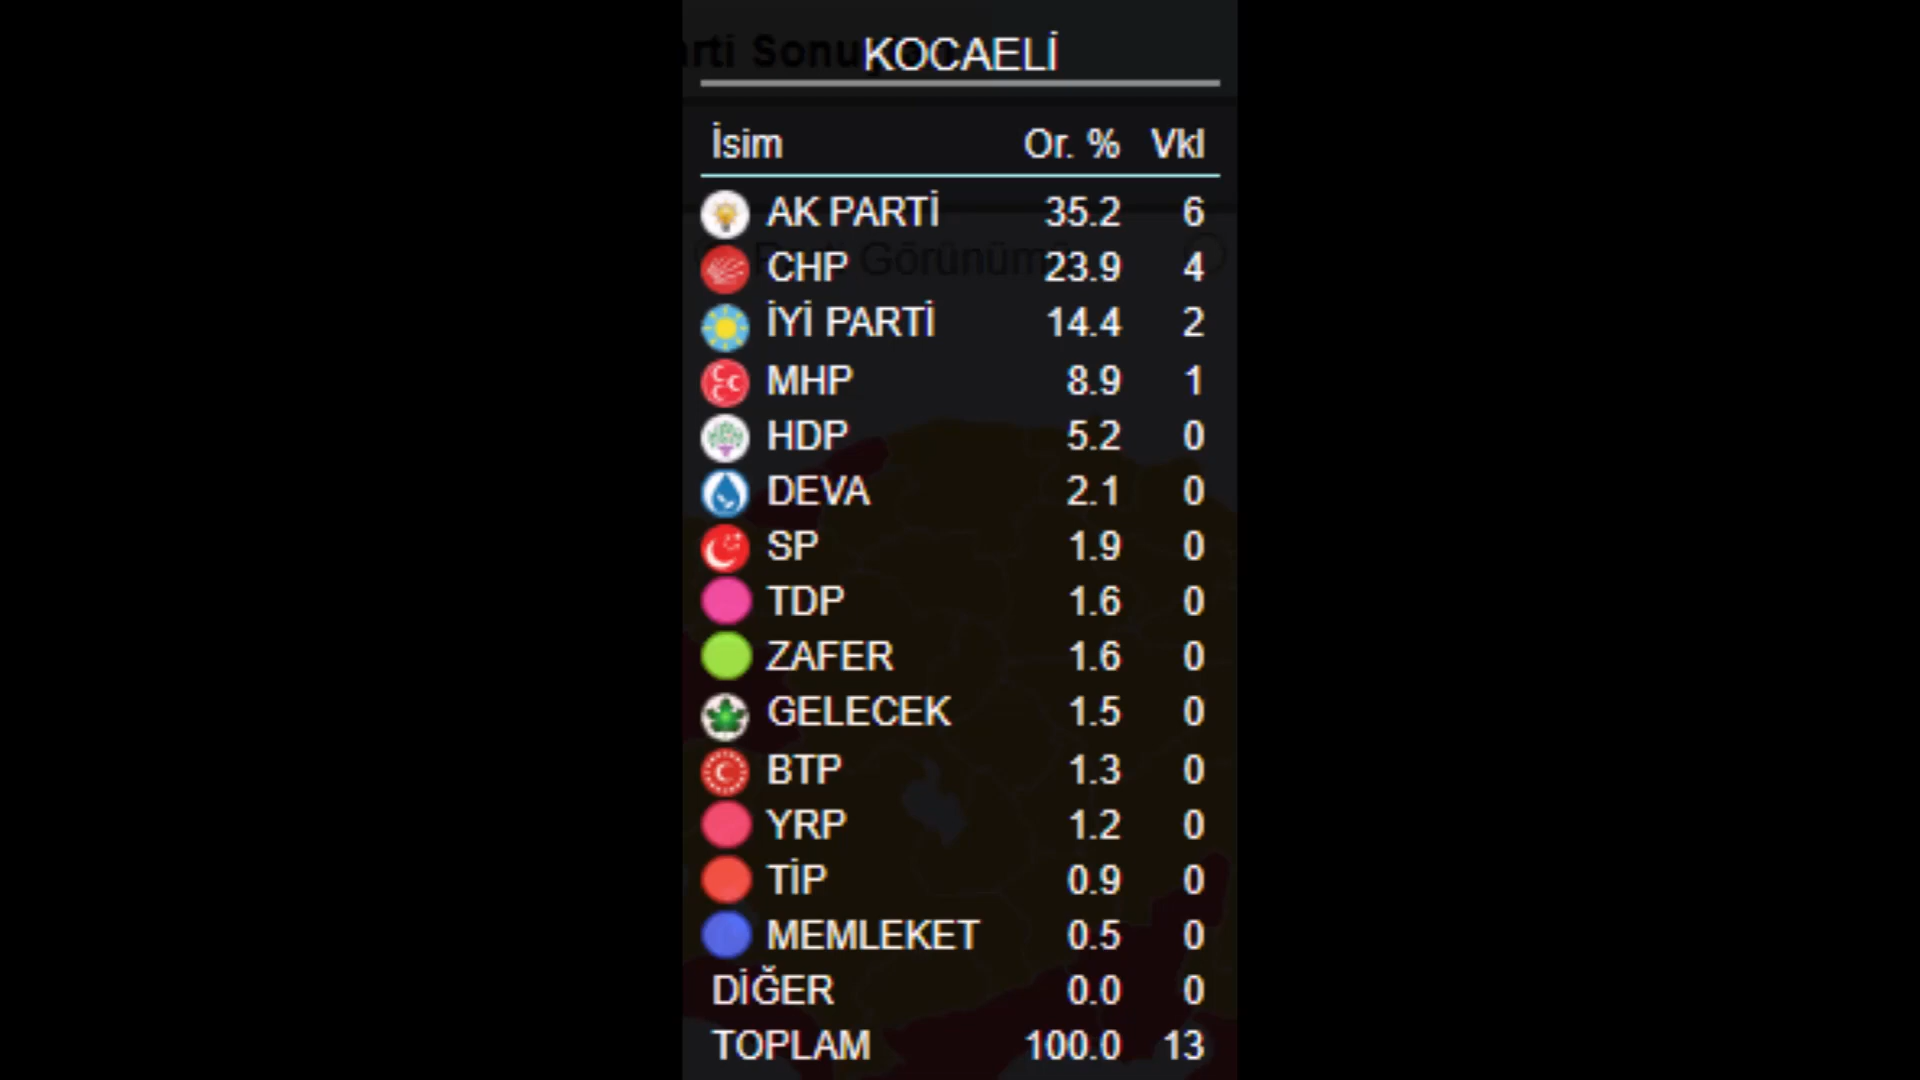 arti Sonu
KOCAELİ
İsim Or. % Vkl
AK PARTİ 35.2 6
Görünüm
CHP 23.9 4
İYİ PARTİ 14.4 2
MHP 8.9 1
HDP 5.2 0
DEVA 2.1 0
SP 1.9 0
TDP 1.6 0
ZAFER 1.6 0
GELECEK 1.5 0
BTP 1.3 0
YRP 1.2 0
TİP 0.9 0
MEMLEKET 0.5 0
DİĞER 0.0 0
TOPLAM 100.0 13